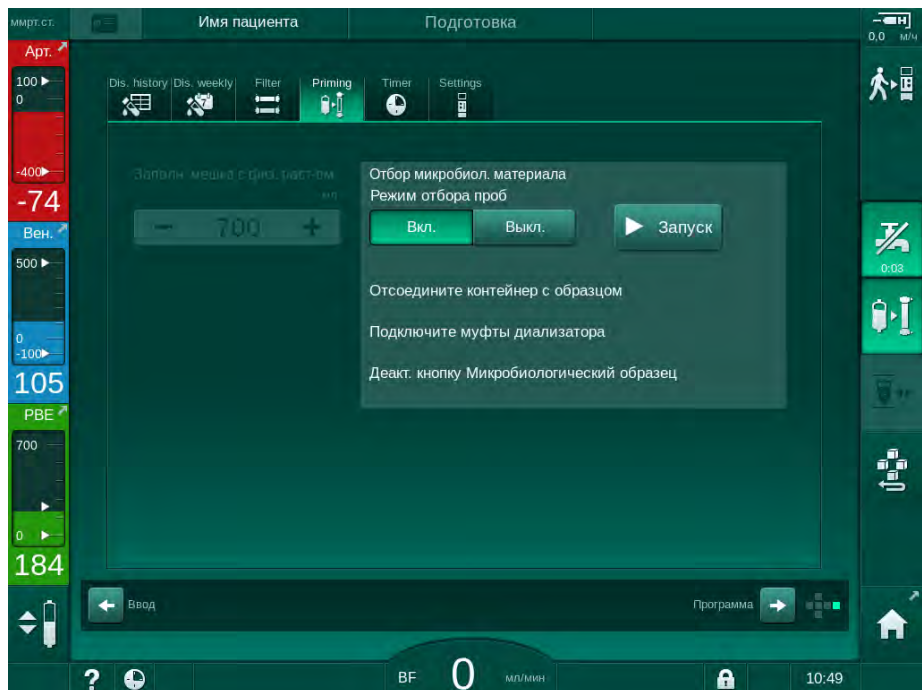 ммрт.ст.
Имя пациента
Подготовка
0,0 м/ч
Арт.
100
0
-400
-74
Вен.
500
0
-100
105
PBE
700
0
184
Dis. history
Dis. weekly
Filter
Priming
Timer
Settings
Заполн. мешка с физ. раст-ом
мл
− 700 +
Отбор микробиол. материала
Режим отбора проб
Вкл.
Выкл.
Запуск
Отсоедините контейнер с образцом
Подключите муфты диализатора
Деакт. кнопку Микробиологический образец
0:03
Ввод
Программа
?
BF 0 мл/мин
10:49